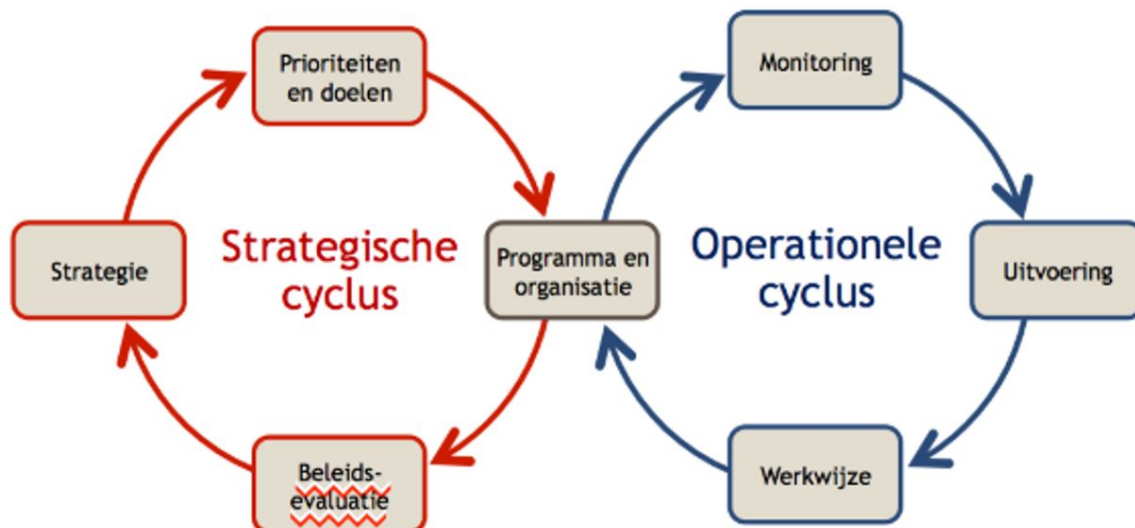 Prioriteiten
en doelen
Monitoring
Strategie
Strategische
cyclus
Programma en
organisatie
Operationele
cyclus
Uitvoering
Beleids-
evaluatie
Werkwijze